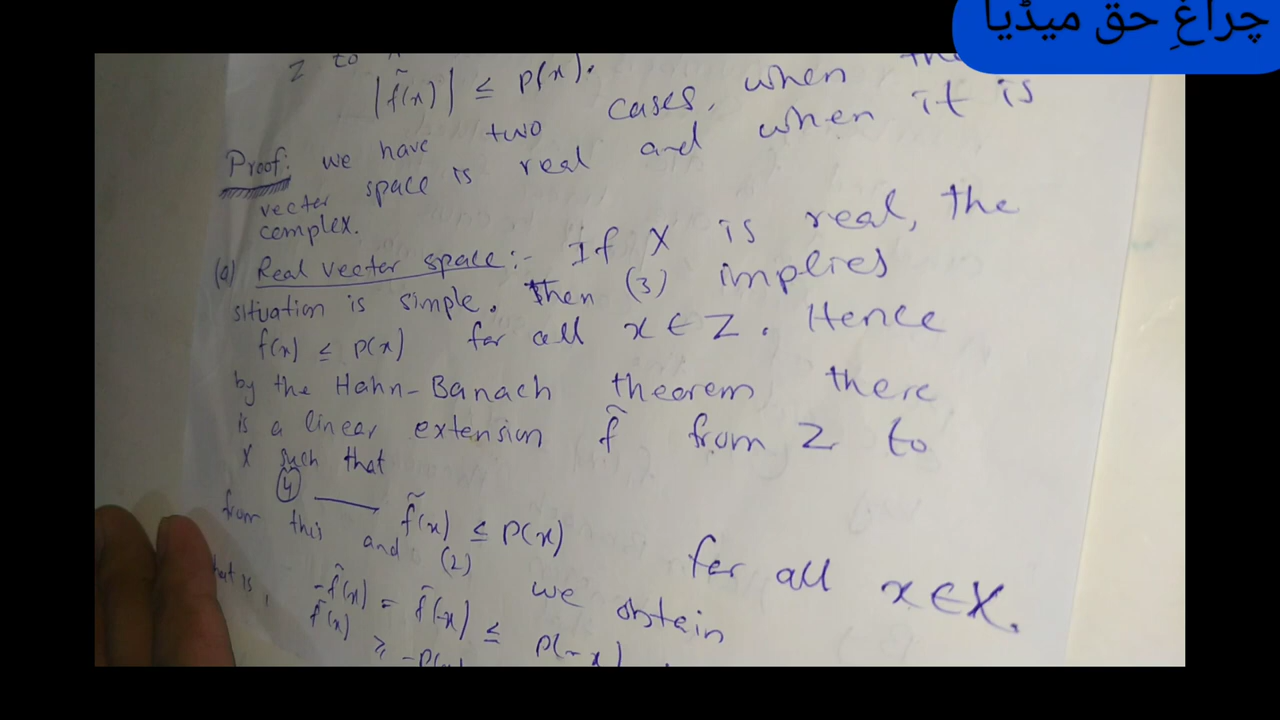 چراغِ حق میڈیا
Z to
|f̃(x)| ≤ p(x).
Proof: we have two cases, when the
vecter space is real and when it is
complex.
(a) Real vecter space:- If X is real, the
situation is simple. Then (3) implies
f(x) ≤ p(x) for all x ∈ Z. Hence
by the Hahn-Banach theorem there
is a linear extension f̃ from Z to
X such that
(4) — f̃(x) ≤ P(x) for all x ∈ X.
from this and (2) we obtain
-f̃(x) = f̃(-x) ≤ P(-x)
that is, f̃(x) ≥ -P(